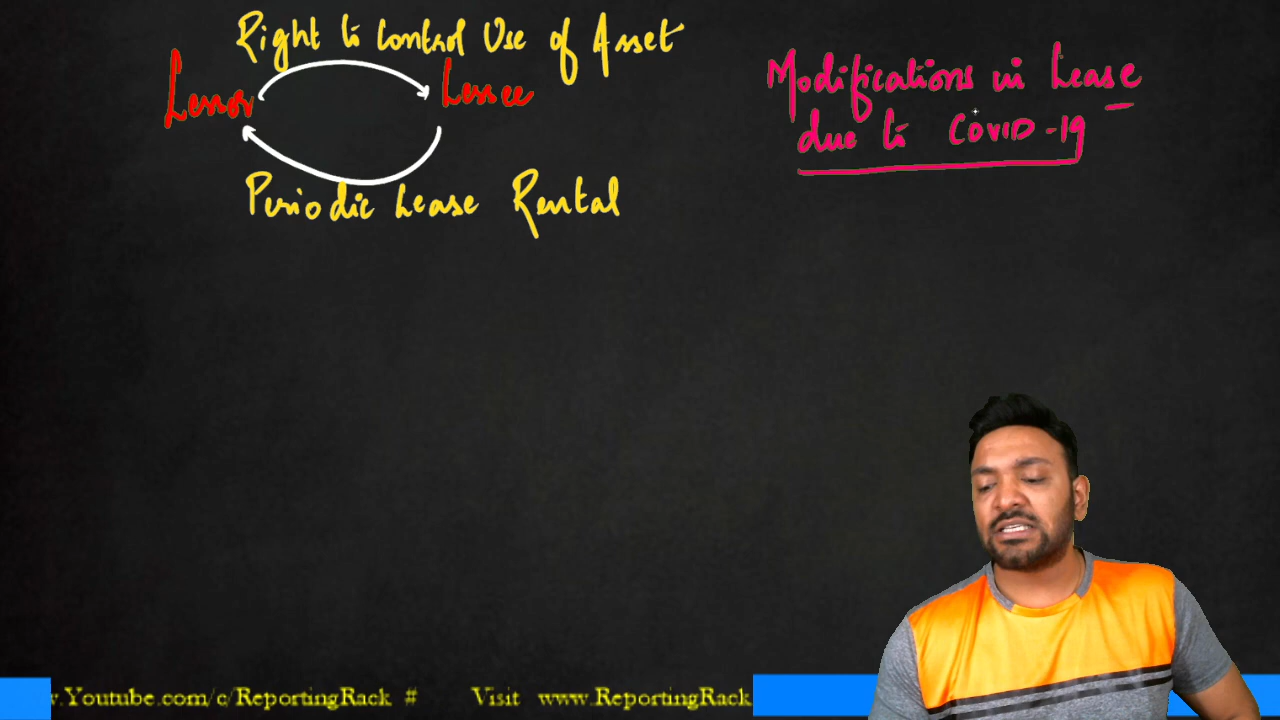 Right to Control Use of Asset
Lessor Lessee
Periodic Lease Rental
Modifications in Lease
due to COVID-19
.Youtube.com/c/ReportingRack # Visit www.ReportingRack